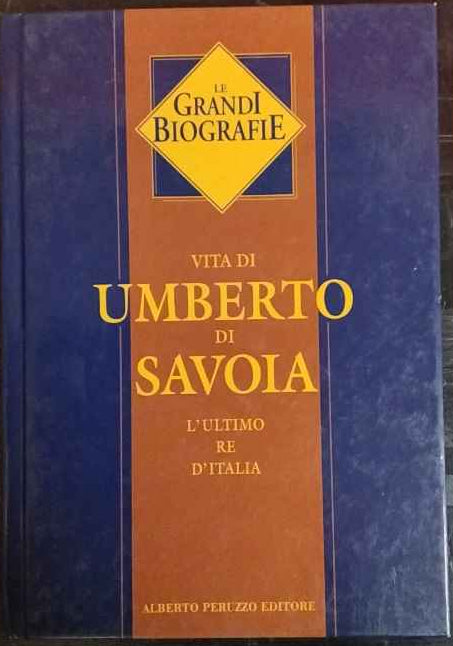 LE
GRANDI
BIOGRAFIE
VITA DI
UMBERTO
DI
SAVOIA
L'ULTIMO
RE
D'ITALIA
ALBERTO PERUZZO EDITORE